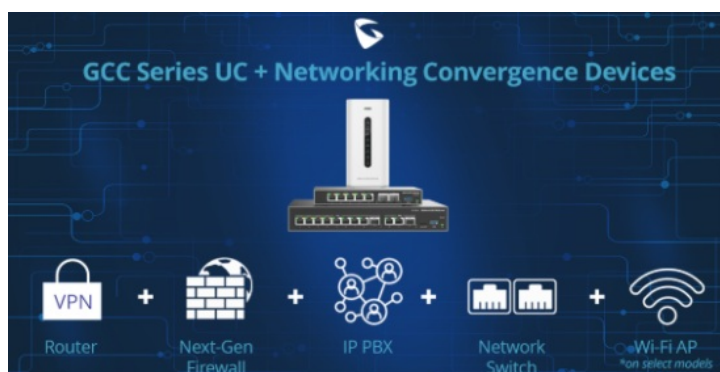 GCC Series UC + Networking Convergence Devices
VPN
+ + + +
Router
Next-Gen
Firewall
IP PBX
Network
Switch
Wi-Fi AP
*on select models